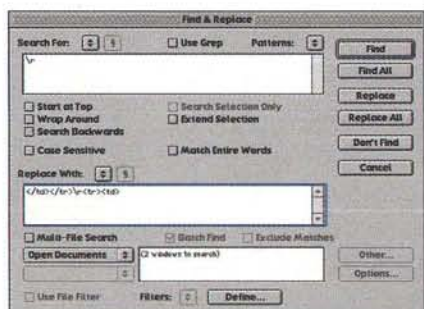 Find & Replace
Search For: § Use Grep Patterns: Find
\r
Find All
Start at Top Search Selection Only Replace
Wrap Around Extend Selection
Search Backwards Replace All
Case Sensitive Match Entire Words Don't Find
Replace With: § Cancel
</td></tr>\r<tr><td>
Multi-File Search Batch Find Exclude Matches
Open Documents (2 windows to search) Other...
Options...
Use File Filter Filters: Define...